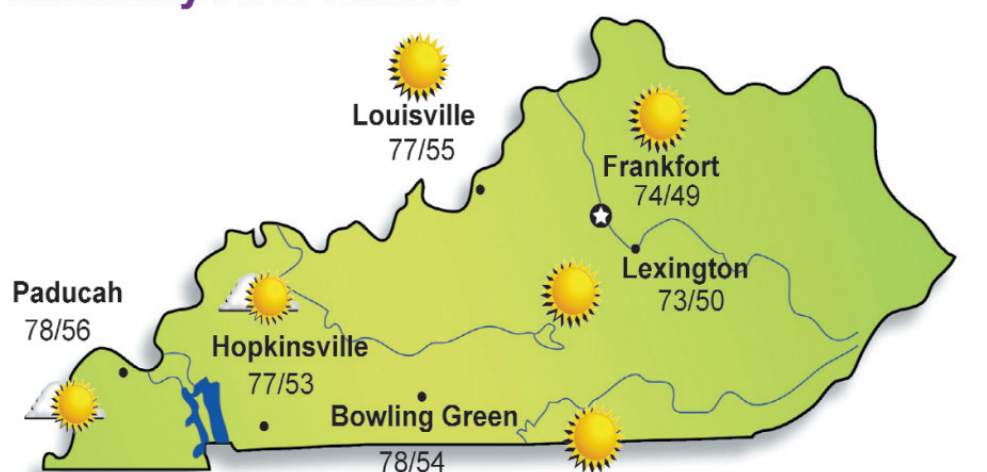 Louisville
77/55
Frankfort
74/49
Lexington
73/50
Paducah
78/56
Hopkinsville
77/53
Bowling Green
78/54